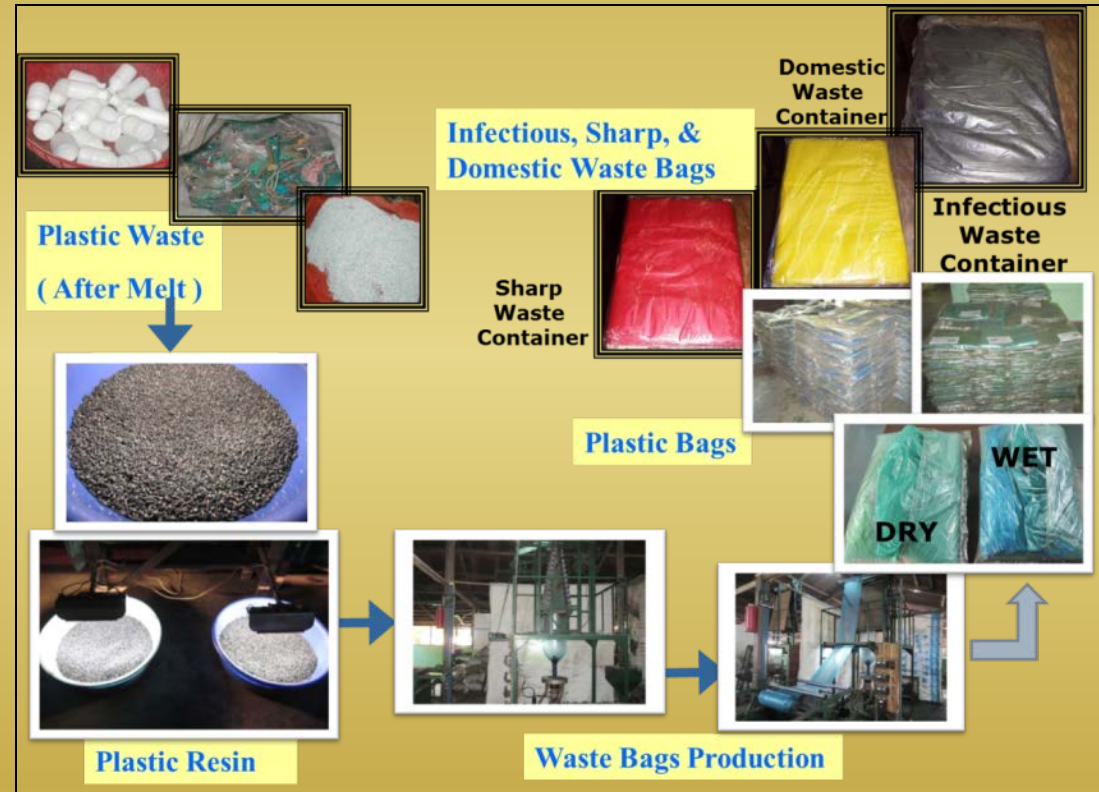 Domestic
Waste
Container
Infectious, Sharp, &
Domestic Waste Bags
Infectious
Waste
Container
Plastic Waste
( After Melt )
Sharp
Waste
Container
Plastic Bags
WET
DRY
Plastic Resin
Waste Bags Production